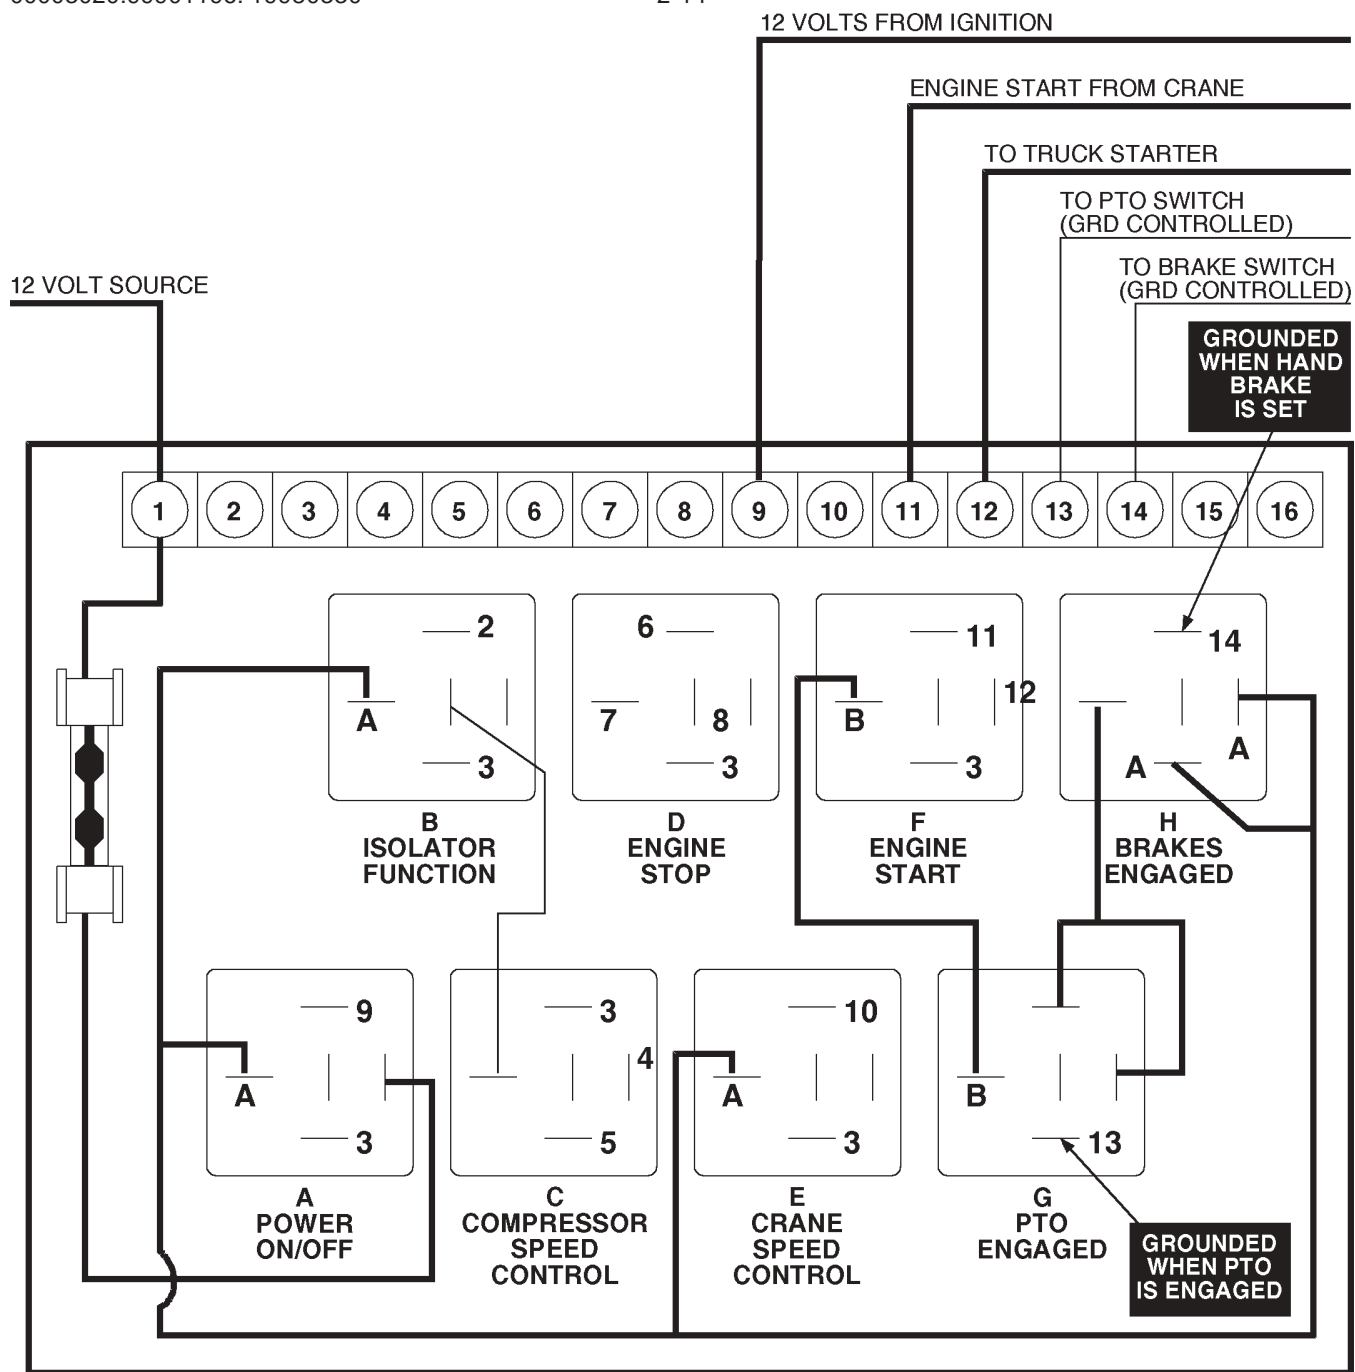 12 VOLTS FROM IGNITION
ENGINE START FROM CRANE
TO TRUCK STARTER
TO PTO SWITCH
(GRD CONTROLLED)
TO BRAKE SWITCH
(GRD CONTROLLED)
12 VOLT SOURCE
GROUNDED
WHEN HAND
BRAKE
IS SET
1 2 3 4 5 6 7 8 9 10 11 12 13 14 15 16
2
A
3
B
ISOLATOR
FUNCTION
6
7
8
3
D
ENGINE
STOP
11
12
B
3
F
ENGINE
START
14
A
A
H
BRAKES
ENGAGED
9
A
3
A
POWER
ON/OFF
3
4
5
C
COMPRESSOR
SPEED
CONTROL
10
A
3
E
CRANE
SPEED
CONTROL
B
13
G
PTO
ENGAGED
GROUNDED
WHEN PTO
IS ENGAGED